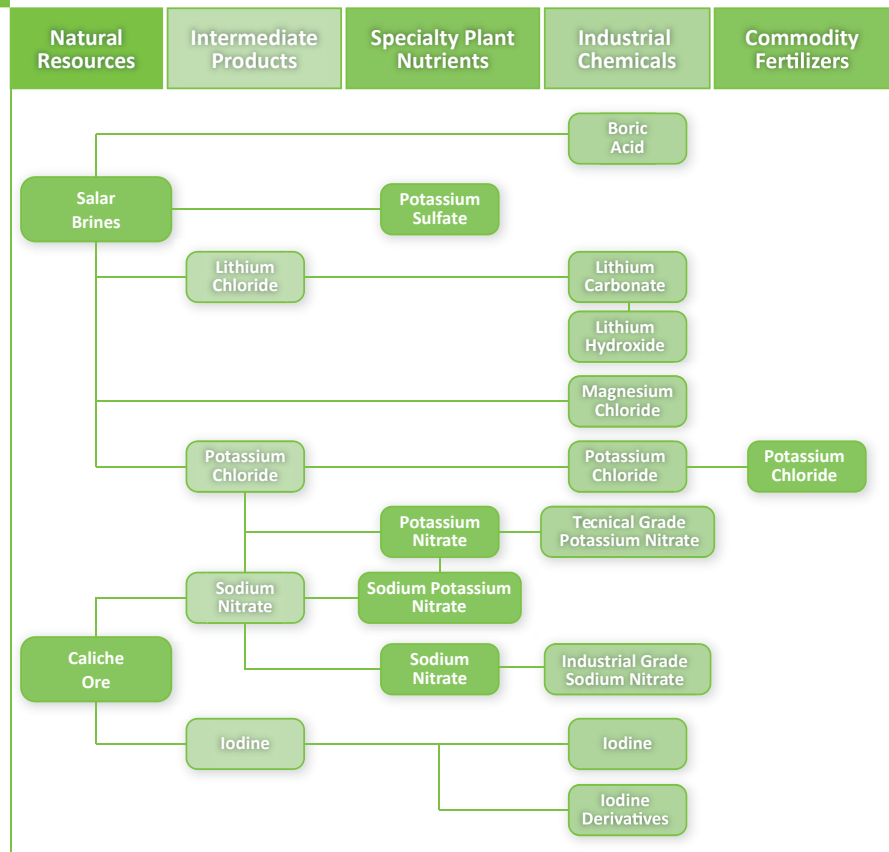 Natural
Resources
Intermediate
Products
Specialty Plant
Nutrients
Industrial
Chemicals
Commodity
Fertilizers
Boric
Acid
Salar
Brines
Potassium
Sulfate
Lithium
Chloride
Lithium
Carbonate
Lithium
Hydroxide
Magnesium
Chloride
Potassium
Chloride
Potassium
Chloride
Potassium
Chloride
Potassium
Nitrate
Tecnical Grade
Potassium Nitrate
Sodium
Nitrate
Sodium Potassium
Nitrate
Caliche
Ore
Sodium
Nitrate
Industrial Grade
Sodium Nitrate
Iodine
Iodine
Iodine
Derivatives